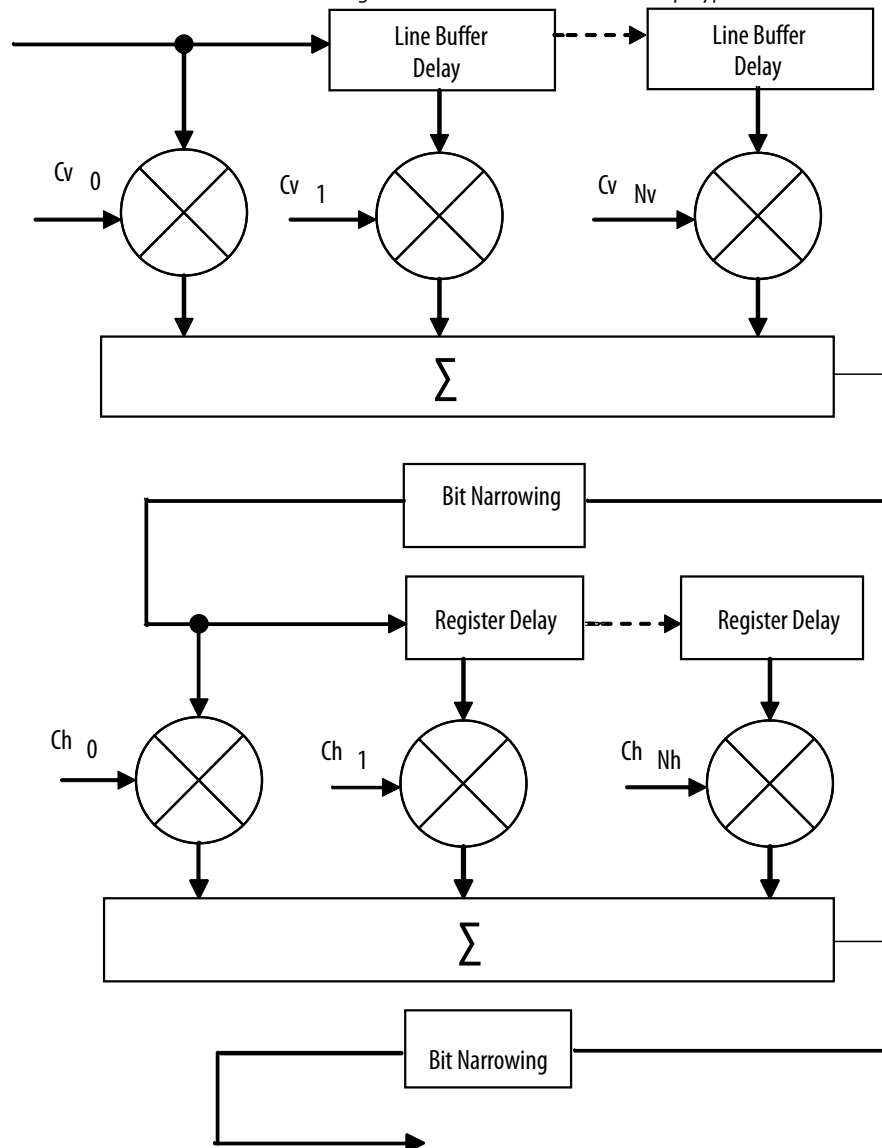 Line Buffer
Delay
Line Buffer
Delay
Cv 0
Cv 1
Cv Nv
∑
Bit Narrowing
Register Delay
Register Delay
Ch 0
Ch 1
Ch Nh
∑
Bit Narrowing